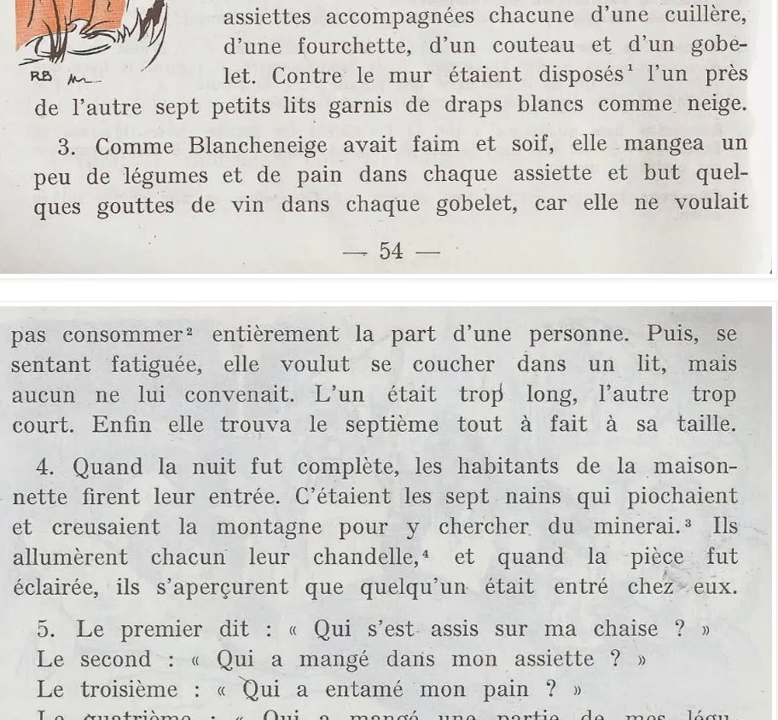 assiettes accompagnées chacune d'une cuillère,
d'une fourchette, d'un couteau et d'un gobe-
let. Contre le mur étaient disposés¹ l'un près
de l'autre sept petits lits garnis de draps blancs comme neige.
RB
3. Comme Blancheneige avait faim et soif, elle mangea un
peu de légumes et de pain dans chaque assiette et but quel-
ques gouttes de vin dans chaque gobelet, car elle ne voulait
— 54 —
pas consommer² entièrement la part d'une personne. Puis, se
sentant fatiguée, elle voulut se coucher dans un lit, mais
aucun ne lui convenait. L'un était trop long, l'autre trop
court. Enfin elle trouva le septième tout à fait à sa taille.
4. Quand la nuit fut complète, les habitants de la maison-
nette firent leur entrée. C'étaient les sept nains qui piochaient
et creusaient la montagne pour y chercher du minerai.³ Ils
allumèrent chacun leur chandelle,⁴ et quand la pièce fut
éclairée, ils s'aperçurent que quelqu'un était entré chez eux.
5. Le premier dit : « Qui s'est assis sur ma chaise ? »
Le second : « Qui a mangé dans mon assiette ? »
Le troisième : « Qui a entamé mon pain ? »
Le quatrième : « Qui a mangé une partie de mes légu-